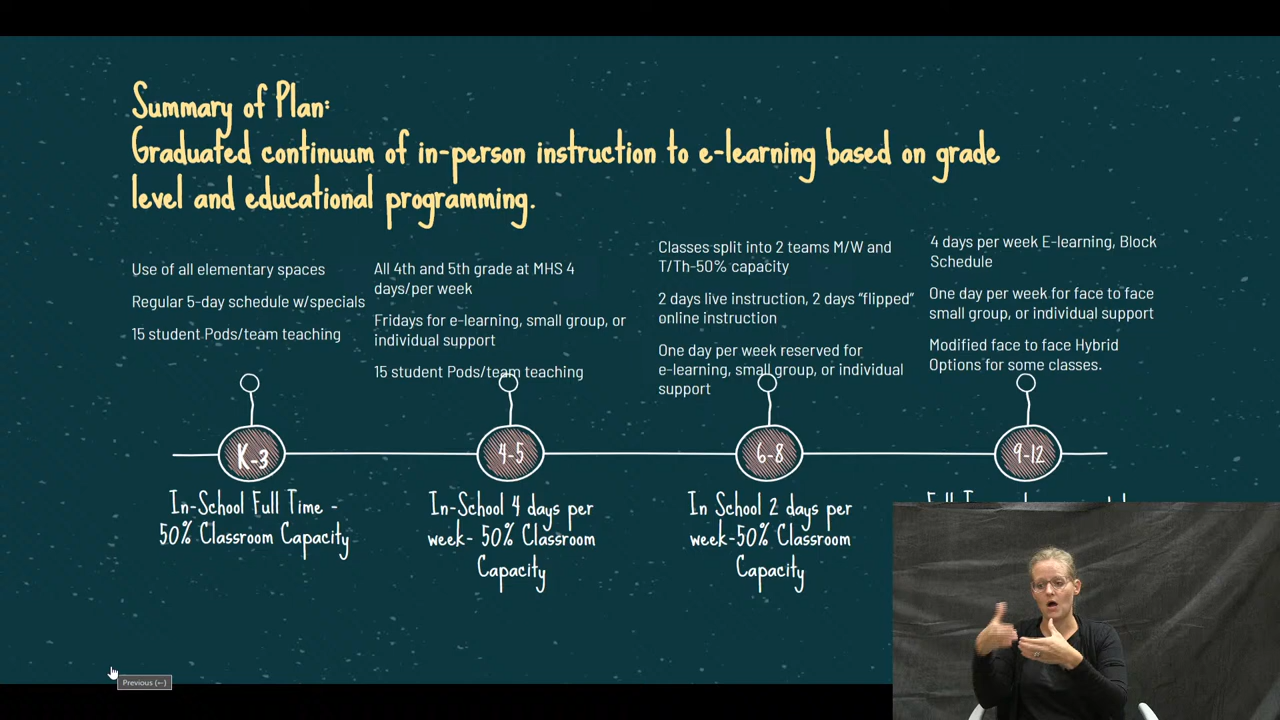 Summary of Plan:
Graduated continuum of in-person instruction to e-learning based on grade
level and educational programming.
Use of all elementary spaces
Regular 5-day schedule w/specials
15 student Pods/team teaching
All 4th and 5th grade at MHS 4
days/per week
Fridays for e-learning, small group, or
individual support
15 student Pods/team teaching
Classes split into 2 teams M/W and
T/Th-50% capacity
2 days live instruction, 2 days “flipped”
online instruction
One day per week reserved for
e-learning, small group, or individual
support
4 days per week E-learning, Block
Schedule
One day per week for face to face
small group, or individual support
Modified face to face Hybrid
Options for some classes.
K-3
4-5
6-8
9-12
In-School Full Time -
50% Classroom Capacity
In-School 4 days per
week- 50% Classroom
Capacity
In School 2 days per
week-50% Classroom
Capacity
Previous (←)